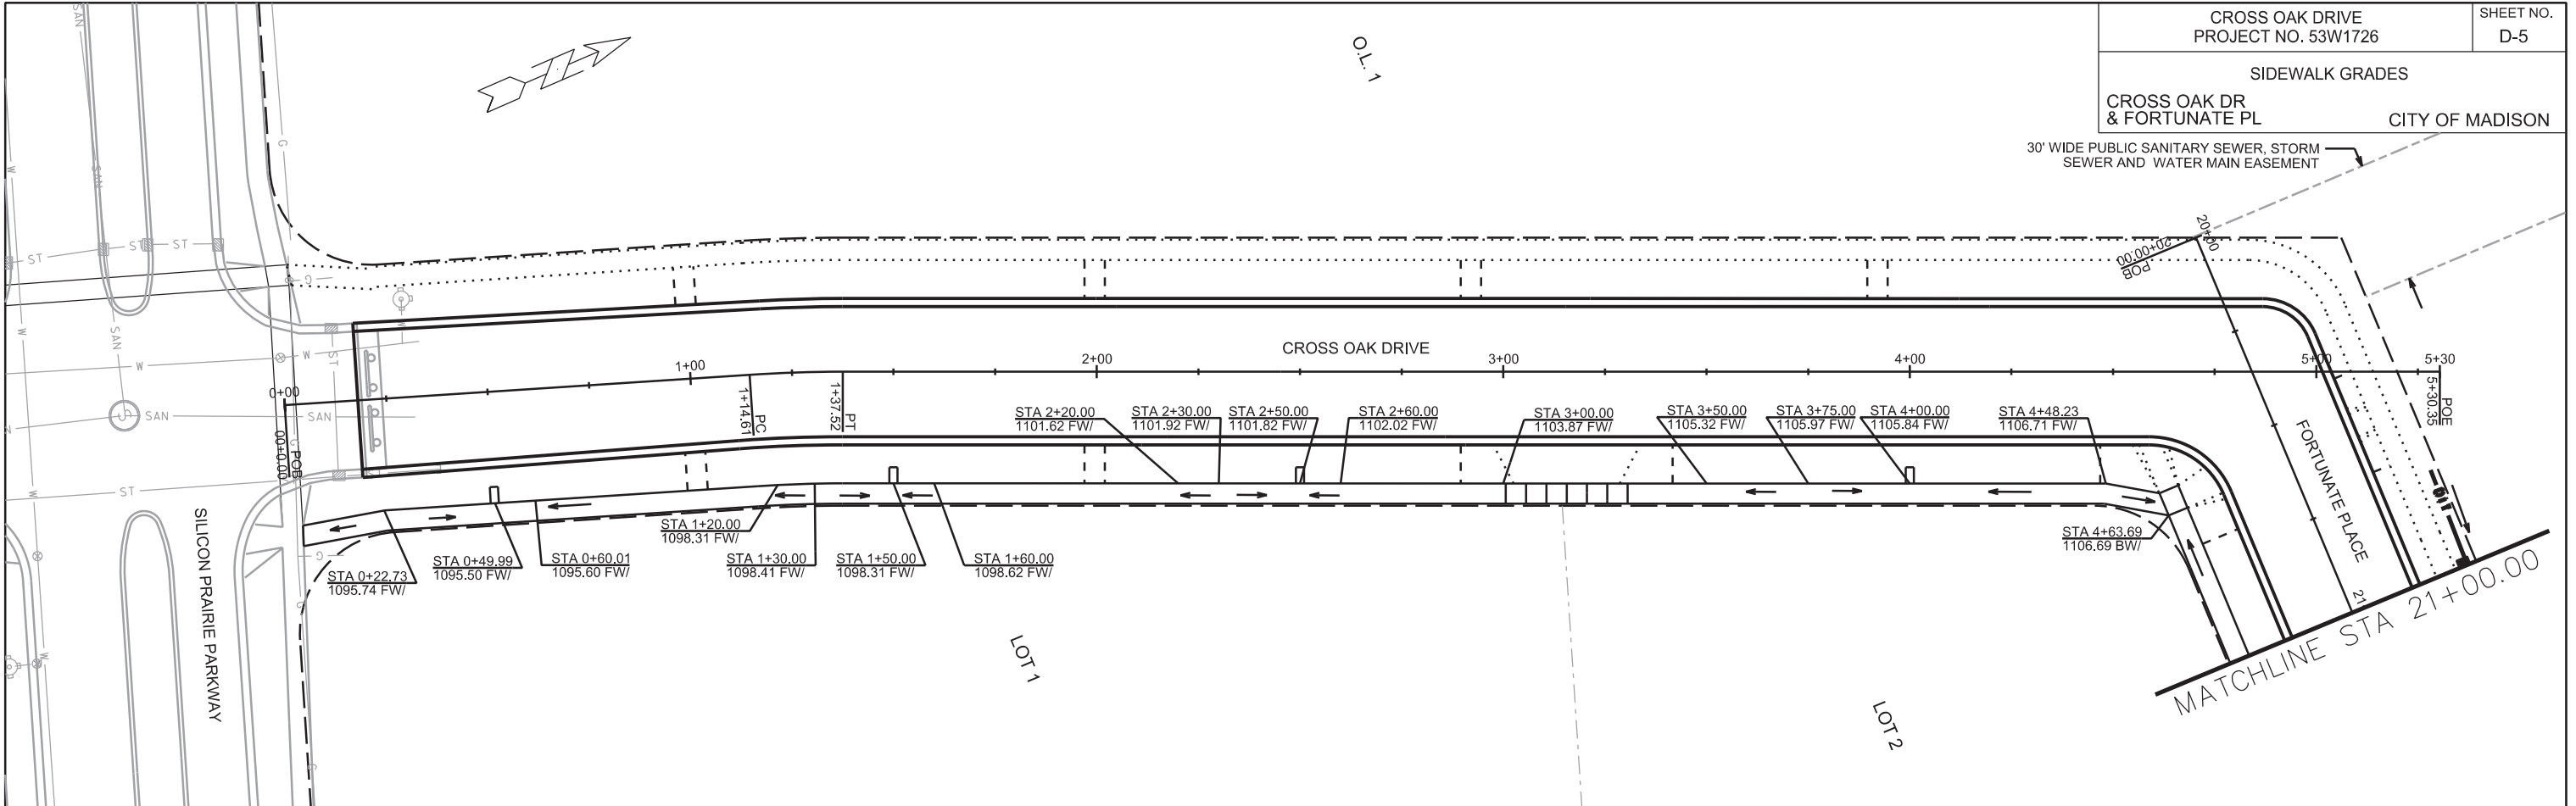 CROSS OAK DRIVE
PROJECT NO. 53W1726
SHEET NO.
D-5
SIDEWALK GRADES
CROSS OAK DR
& FORTUNATE PL
CITY OF MADISON
30' WIDE PUBLIC SANITARY SEWER, STORM
SEWER AND WATER MAIN EASEMENT
O.L. 1
20+00
20+00.00
POB
CROSS OAK DRIVE
0+00
1+00
2+00
3+00
4+00
5+00
5+30
POE
5+30.35
PC
1+14.61
PT
1+37.52
POB
STA 2+20.00
1101.62 FW/
STA 2+30.00
1101.92 FW/
STA 2+50.00
1101.82 FW/
STA 2+60.00
1102.02 FW/
STA 3+00.00
1103.87 FW/
STA 3+50.00
1105.32 FW/
STA 3+75.00
1105.97 FW/
STA 4+00.00
1105.84 FW/
STA 4+48.23
1106.71 FW/
STA 0+22.73
1095.74 FW/
STA 0+49.99
1095.50 FW/
STA 0+60.01
1095.60 FW/
STA 1+20.00
1098.31 FW/
STA 1+30.00
1098.41 FW/
STA 1+50.00
1098.31 FW/
STA 1+60.00
1098.62 FW/
STA 4+63.69
1106.69 BW/
SILICON PRAIRIE PARKWAY
FORTUNATE PLACE
21
MATCHLINE STA 21+00.00
LOT 1
LOT 2
SAN
SAN
SAN
SAN
SAN
SAN
ST
ST
ST
ST
ST
W
W
W
W
W
W
W
G
G
G
G
G
G